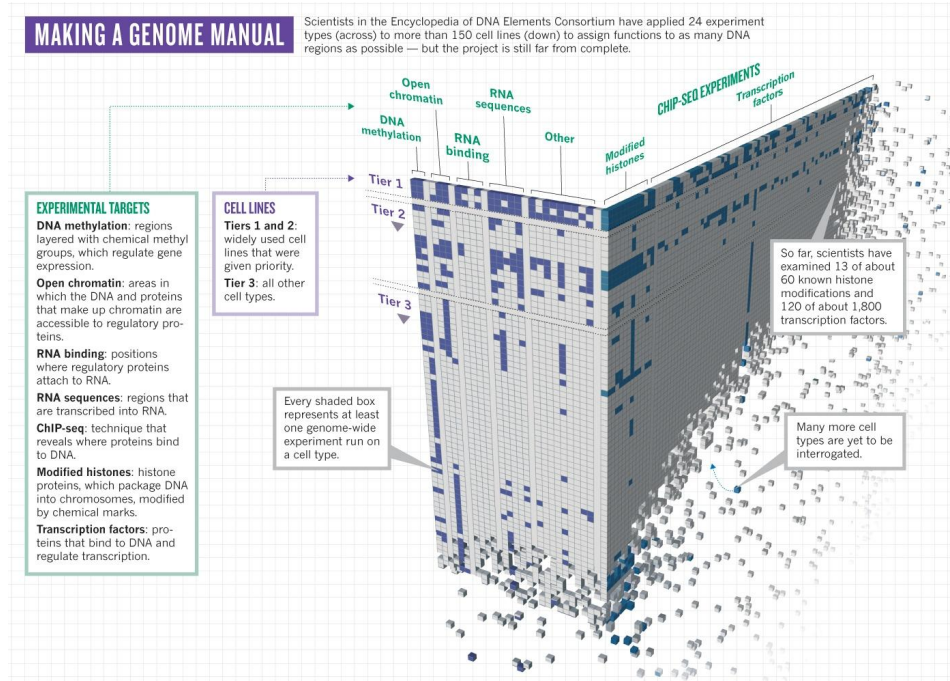 MAKING A GENOME MANUAL
Scientists in the Encyclopedia of DNA Elements Consortium have applied 24 experiment
types (across) to more than 150 cell lines (down) to assign functions to as many DNA
regions as possible — but the project is still far from complete.
Open
chromatin
RNA
sequences
DNA
methylation
RNA
binding
Other
CHIP-SEQ EXPERIMENTS
Modified
histones
Transcription
factors
Tier 1
Tier 2
Tier 3
EXPERIMENTAL TARGETS
DNA methylation: regions
layered with chemical methyl
groups, which regulate gene
expression.
Open chromatin: areas in
which the DNA and proteins
that make up chromatin are
accessible to regulatory pro-
teins.
RNA binding: positions
where regulatory proteins
attach to RNA.
RNA sequences: regions that
are transcribed into RNA.
ChIP-seq: technique that
reveals where proteins bind
to DNA.
Modified histones: histone
proteins, which package DNA
into chromosomes, modified
by chemical marks.
Transcription factors: pro-
teins that bind to DNA and
regulate transcription.
CELL LINES
Tiers 1 and 2:
widely used cell
lines that were
given priority.
Tier 3: all other
cell types.
Every shaded box
represents at least
one genome-wide
experiment run on
a cell type.
So far, scientists have
examined 13 of about
60 known histone
modifications and
120 of about 1,800
transcription factors.
Many more cell
types are yet to be
interrogated.